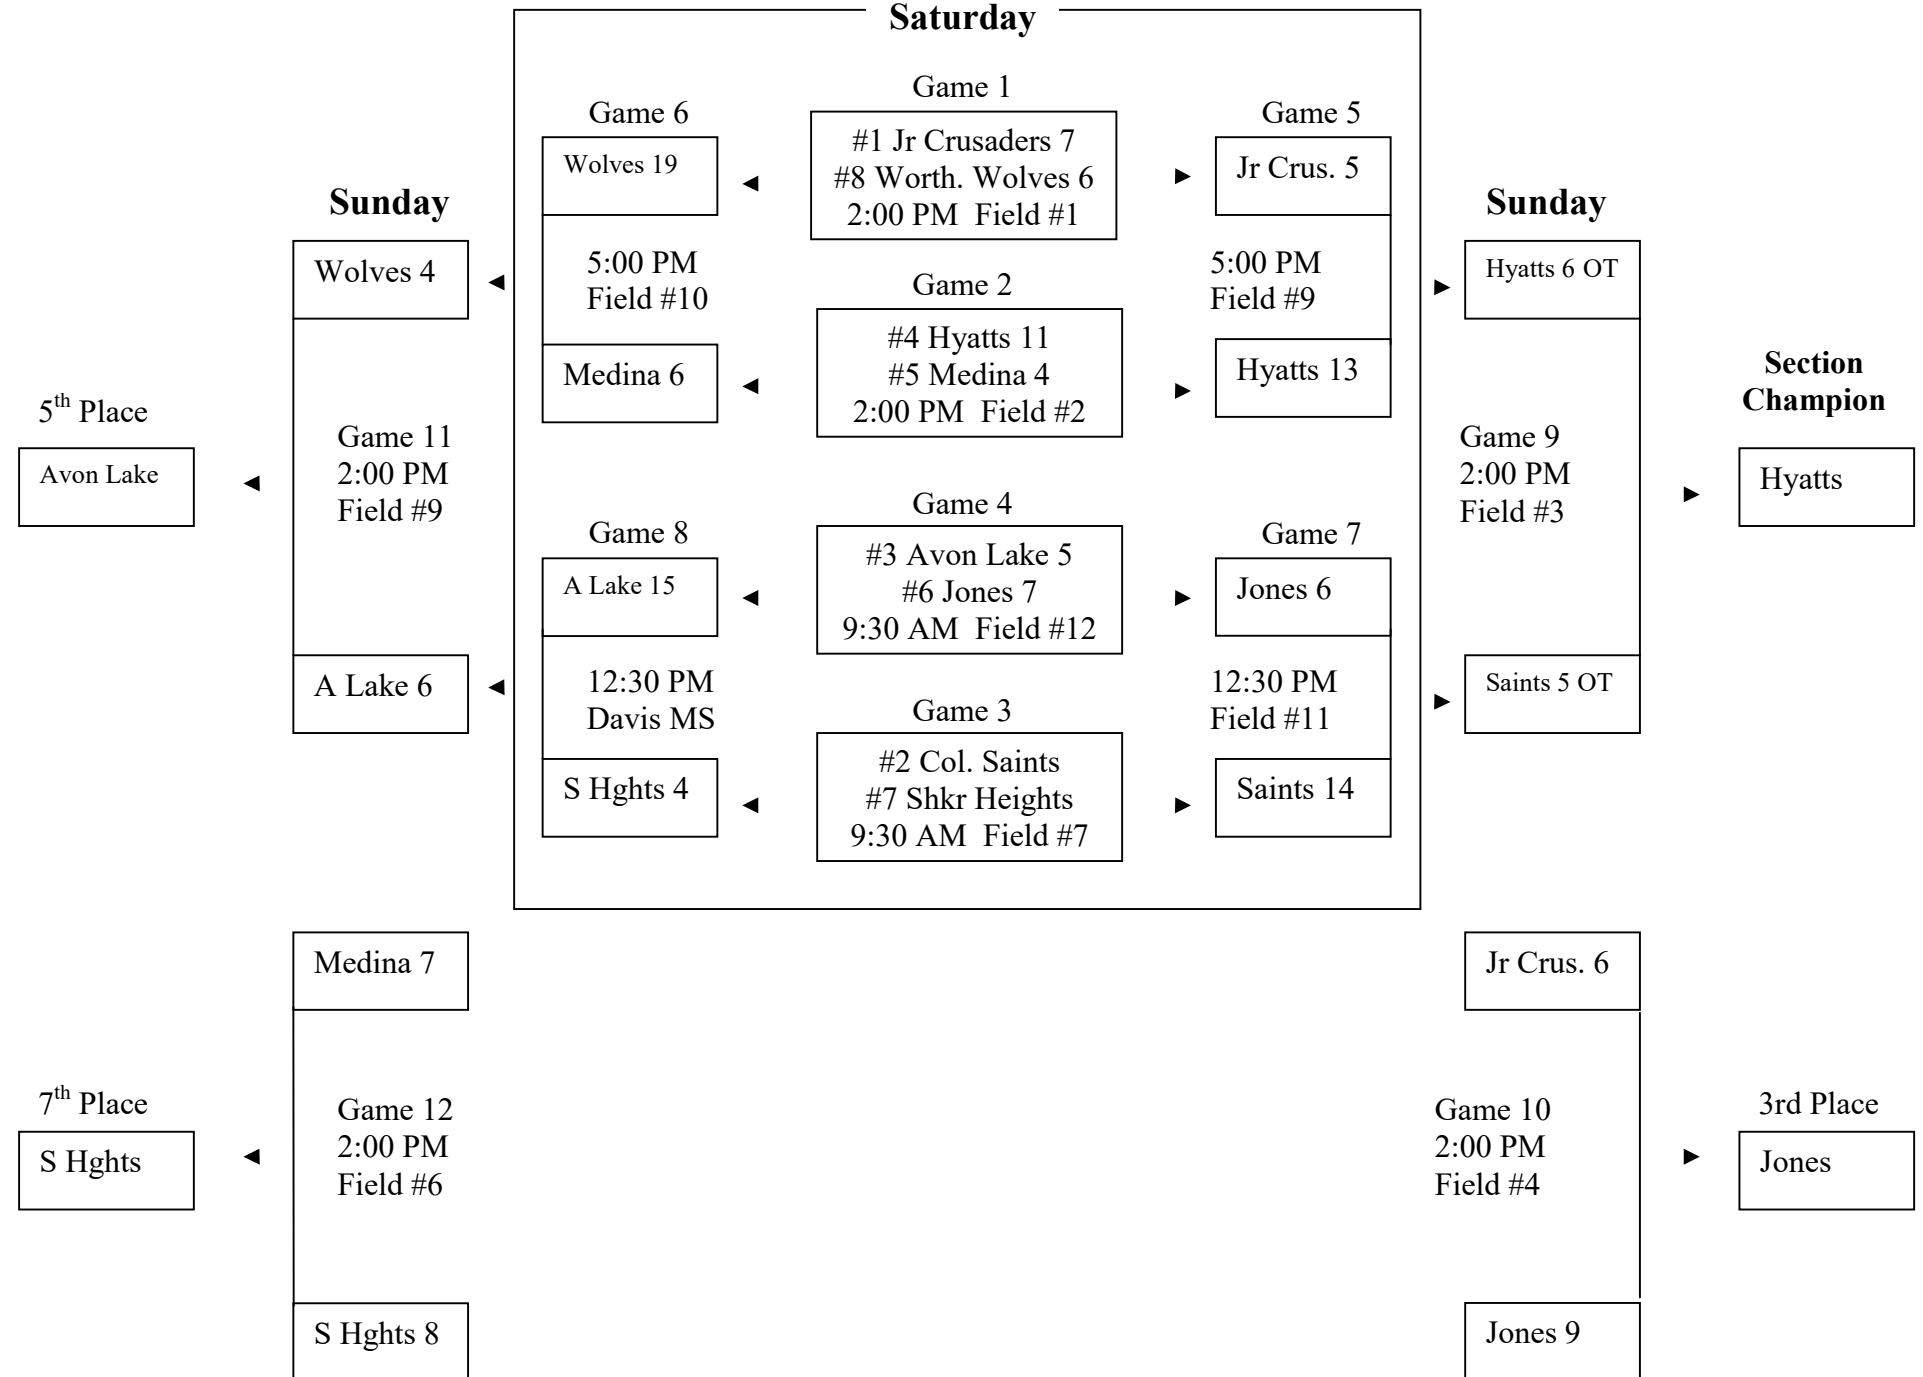 Saturday
Game 1
Game 6
Game 5
#1 Jr Crusaders 7
#8 Worth. Wolves 6
2:00 PM  Field #1
Wolves 19
Jr Crus. 5
Sunday
Sunday
Wolves 4
5:00 PM
Field #10
Game 2
5:00 PM
Field #9
Hyatts 6 OT
#4 Hyatts 11
#5 Medina 4
2:00 PM  Field #2
Medina 6
Hyatts 13
Section
Champion
5th Place
Avon Lake
Game 11
2:00 PM
Field #9
Game 9
2:00 PM
Field #3
Hyatts
Game 4
Game 8
Game 7
#3 Avon Lake 5
#6 Jones 7
9:30 AM  Field #12
A Lake 15
Jones 6
A Lake 6
12:30 PM
Davis MS
Game 3
12:30 PM
Field #11
Saints 5 OT
#2 Col. Saints
#7 Shkr Heights
9:30 AM  Field #7
S Hghts 4
Saints 14
Medina 7
Jr Crus. 6
7th Place
S Hghts
Game 12
2:00 PM
Field #6
Game 10
2:00 PM
Field #4
3rd Place
Jones
S Hghts 8
Jones 9